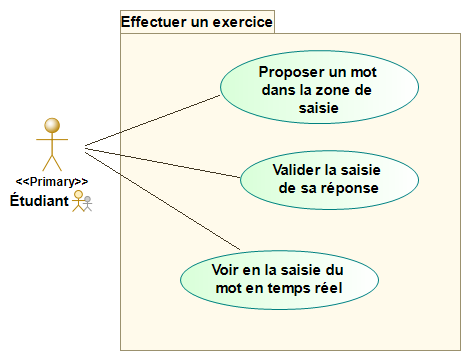 Effectuer un exercice
Proposer un mot
dans la zone de
saisie
<<Primary>>
Étudiant
Valider la saisie
de sa réponse
Voir en la saisie du
mot en temps réel